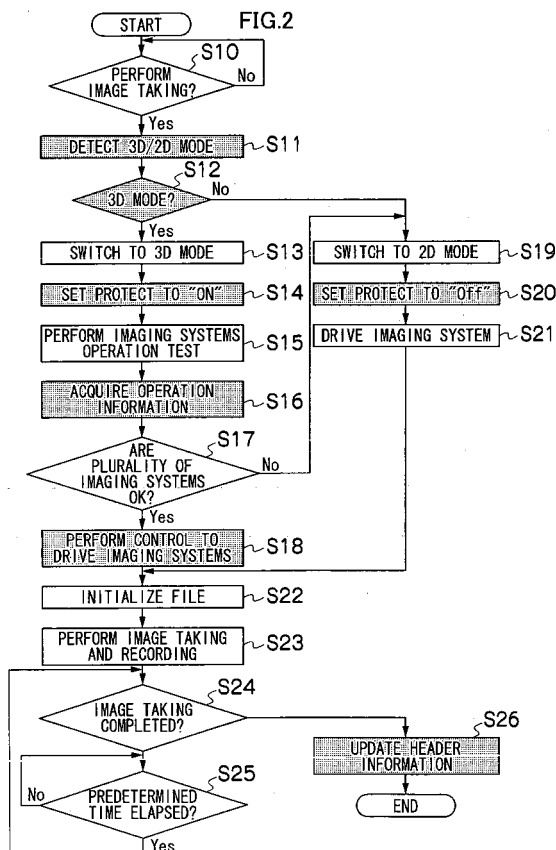 FIG.2
START
S10
PERFORM
IMAGE TAKING?
No
Yes
DETECT 3D/2D MODE
S11
S12
3D MODE?
No
Yes
SWITCH TO 3D MODE
S13
SET PROTECT TO "ON"
S14
PERFORM IMAGING SYSTEMS
OPERATION TEST
S15
ACQUIRE OPERATION
INFORMATION
S16
S17
ARE
PLURALITY OF
IMAGING SYSTEMS
OK?
No
Yes
PERFORM CONTROL TO
DRIVE IMAGING SYSTEMS
S18
SWITCH TO 2D MODE
S19
SET PROTECT TO "Off"
S20
DRIVE IMAGING SYSTEM
S21
INITIALIZE FILE
S22
PERFORM IMAGE TAKING
AND RECORDING
S23
S24
IMAGE TAKING
COMPLETED?
S25
No
PREDETERMINED
TIME ELAPSED?
Yes
S26
UPDATE HEADER
INFORMATION
END